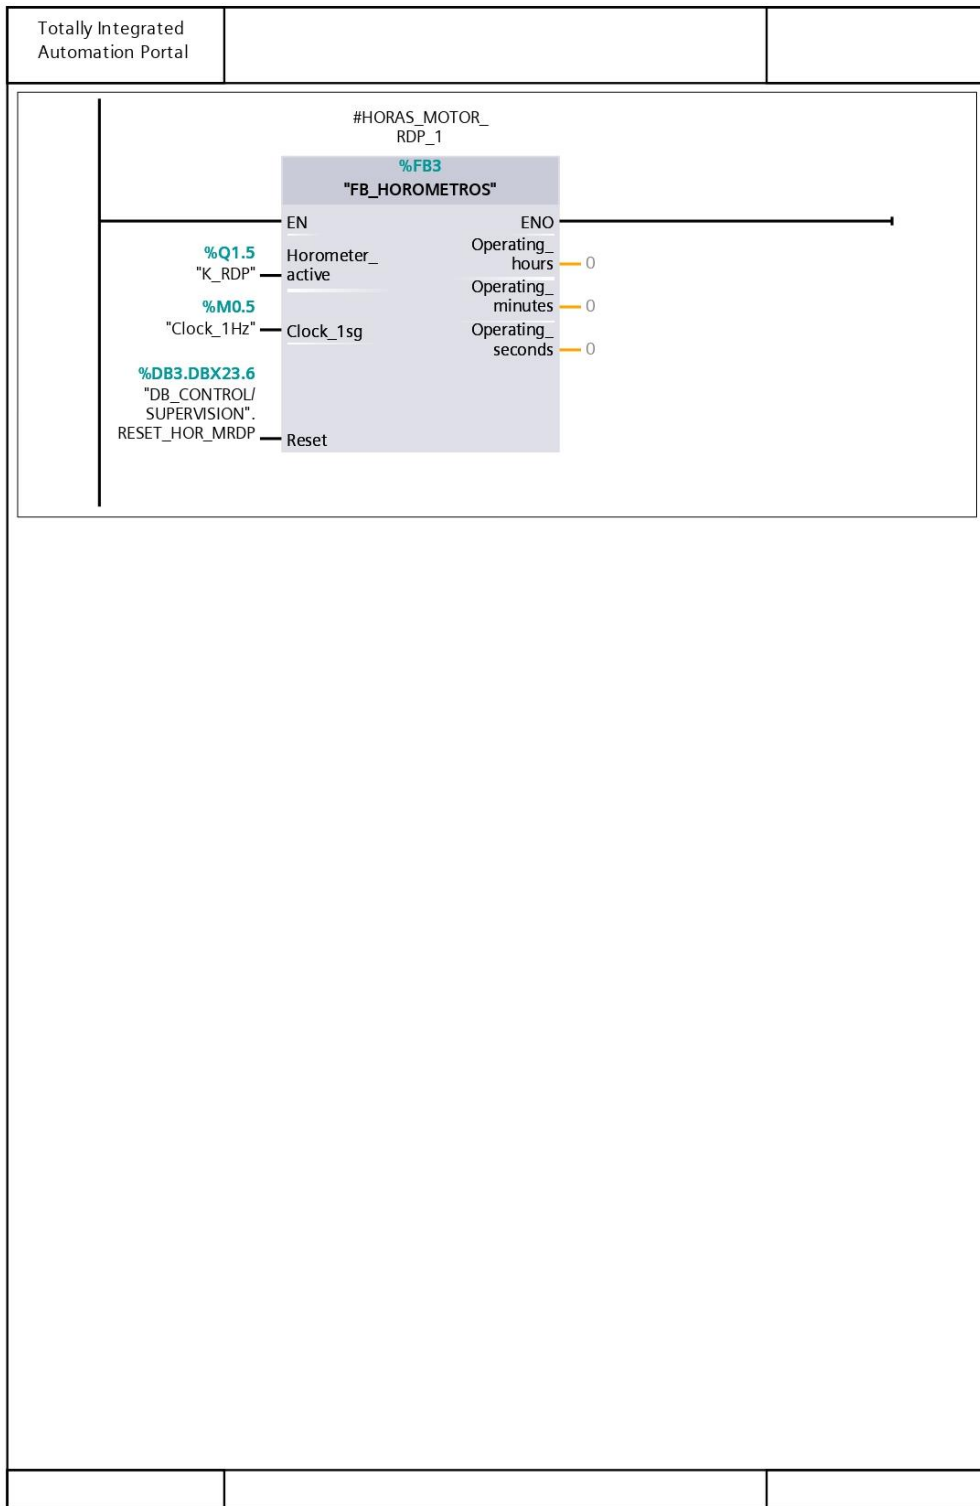 Totally Integrated
Automation Portal
#HORAS_MOTOR_
RDP_1
%FB3
"FB_HOROMETROS"
EN
ENO
%Q1.5
"K_RDP"
Horometer_
active
Operating_
hours
0
%M0.5
"Clock_1Hz"
Clock_1sg
Operating_
minutes
0
Operating_
seconds
0
%DB3.DBX23.6
"DB_CONTROL/
SUPERVISION".
RESET_HOR_MRDP
Reset